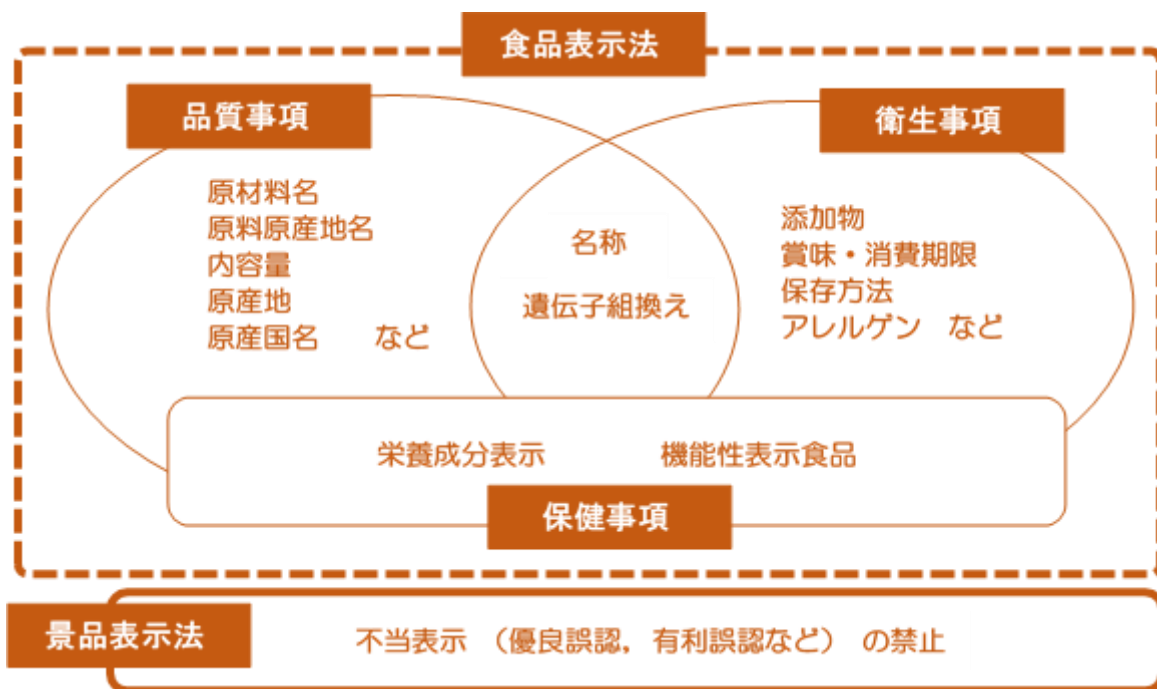 食品表示法
品質事項
衛生事項
原材料名
原料原産地名
内容量
原産地
原産国名 など
名称
遺伝子組換え
添加物
賞味・消費期限
保存方法
アレルゲン など
栄養成分表示 機能性表示食品
保健事項
景品表示法
不当表示 （優良誤認，有利誤認など） の禁止